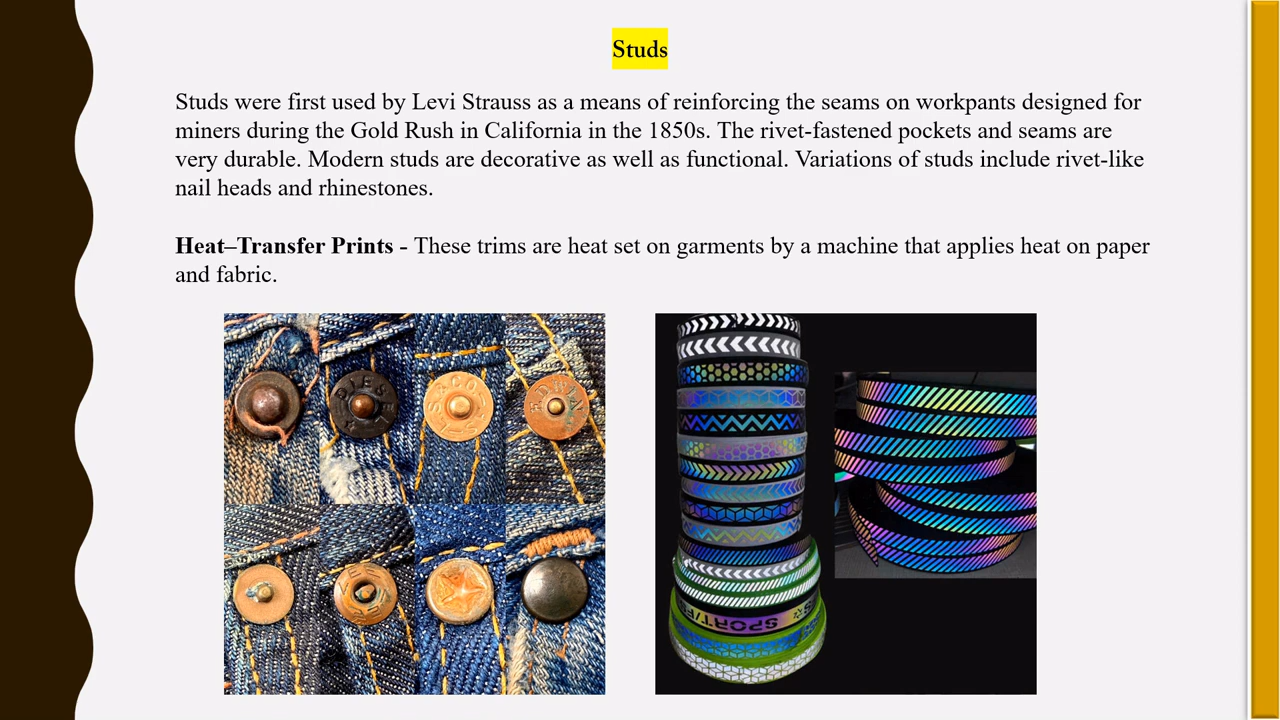 Studs
Studs were first used by Levi Strauss as a means of reinforcing the seams on workpants designed for
miners during the Gold Rush in California in the 1850s. The rivet-fastened pockets and seams are
very durable. Modern studs are decorative as well as functional. Variations of studs include rivet-like
nail heads and rhinestones.
Heat–Transfer Prints - These trims are heat set on garments by a machine that applies heat on paper
and fabric.